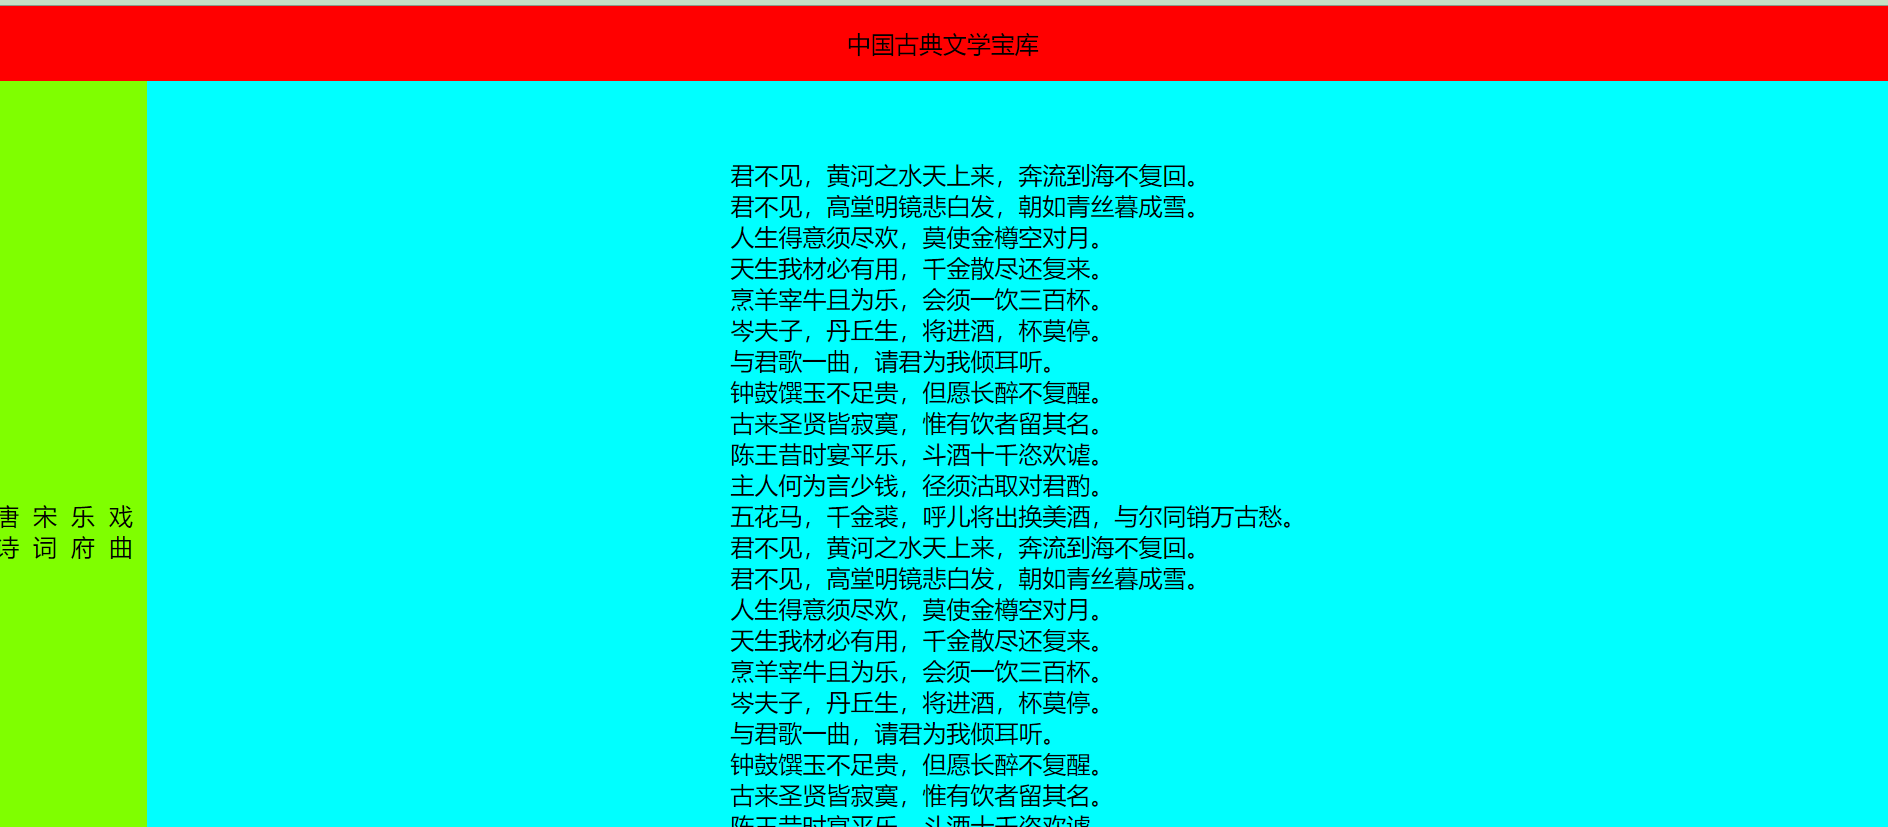 中国古典文学宝库
唐诗
宋词
乐府
戏曲
君不见，黄河之水天上来，奔流到海不复回。
君不见，高堂明镜悲白发，朝如青丝暮成雪。
人生得意须尽欢，莫使金樽空对月。
天生我材必有用，千金散尽还复来。
烹羊宰牛且为乐，会须一饮三百杯。
岑夫子，丹丘生，将进酒，杯莫停。
与君歌一曲，请君为我倾耳听。
钟鼓馔玉不足贵，但愿长醉不复醒。
古来圣贤皆寂寞，惟有饮者留其名。
陈王昔时宴平乐，斗酒十千恣欢谑。
主人何为言少钱，径须沽取对君酌。
五花马，千金裘，呼儿将出换美酒，与尔同销万古愁。
君不见，黄河之水天上来，奔流到海不复回。
君不见，高堂明镜悲白发，朝如青丝暮成雪。
人生得意须尽欢，莫使金樽空对月。
天生我材必有用，千金散尽还复来。
烹羊宰牛且为乐，会须一饮三百杯。
岑夫子，丹丘生，将进酒，杯莫停。
与君歌一曲，请君为我倾耳听。
钟鼓馔玉不足贵，但愿长醉不复醒。
古来圣贤皆寂寞，惟有饮者留其名。
陈王昔时宴平乐，斗酒十千恣欢谑